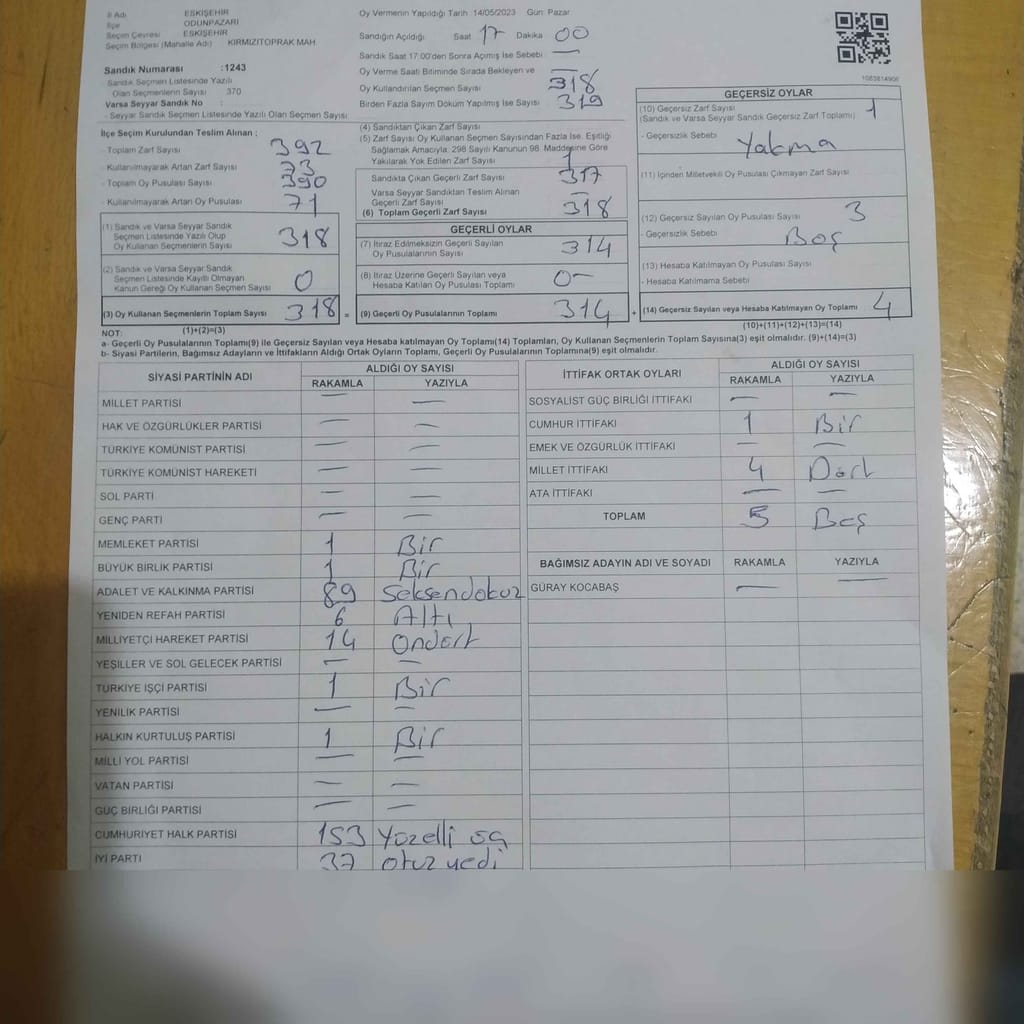 İl Adı ESKİŞEHİR
İlçe ODUNPAZARI
Seçim Çevresi ESKİŞEHİR
Seçim Bölgesi (Mahalle Adı) KIRMIZITOPRAK MAH.
Sandık Numarası :1243
- Sandık Seçmen Listesinde Yazılı
Olan Seçmenlerin Sayısı 370
Varsa Seyyar Sandık No :
- Seyyar Sandık Seçmen Listesinde Yazılı Olan Seçmen Sayısı
Oy Vermenin Yapıldığı Tarih 14/05/2023 Gün: Pazar
Sandığın Açıldığı Saat 17 Dakika 00
Sandık Saat 17:00'den Sonra Açılmış İse Sebebi —
Oy Verme Saati Bitiminde Sırada Bekleyen ve
Oy Kullandırılan Seçmen Sayısı 318
Birden Fazla Sayım Döküm Yapılmış İse Sayısı 319
1083814906
İlçe Seçim Kurulundan Teslim Alınan ;
- Toplam Zarf Sayısı 392
- Kullanılmayarak Artan Zarf Sayısı 73
- Toplam Oy Pusulası Sayısı 390
- Kullanılmayarak Artan Oy Pusulası 71
(1) Sandık ve Varsa Seyyar Sandık
Seçmen Listesinde Yazılı Olup
Oy Kullanan Seçmenlerin Sayısı 318
(2) Sandık ve Varsa Seyyar Sandık
Seçmen Listesinde Kayıtlı Olmayan
Kanun Gereği Oy Kullanan Seçmen Sayısı 0
(3) Oy Kullanan Seçmenlerin Toplam Sayısı 318 =
(4) Sandıktan Çıkan Zarf Sayısı
(5) Zarf Sayısı Oy Kullanan Seçmen Sayısından Fazla İse, Eşitliği
Sağlamak Amacıyla, 298 Sayılı Kanunun 98. Maddesine Göre
Yakılarak Yok Edilen Zarf Sayısı 1
Sandıkta Çıkan Geçerli Zarf Sayısı 317
Varsa Seyyar Sandıktan Teslim Alınan
Geçerli Zarf Sayısı —
(6) Toplam Geçerli Zarf Sayısı 318
GEÇERLİ OYLAR
(7) İtiraz Edilmeksizin Geçerli Sayılan
Oy Pusulalarının Sayısı 314
(8) İtiraz Üzerine Geçerli Sayılan veya
Hesaba Katılan Oy Pusulası Toplamı 0-
(9) Geçerli Oy Pusulalarının Toplamı 314 +
GEÇERSİZ OYLAR
(10) Geçersiz Zarf Sayısı
(Sandık ve Varsa Seyyar Sandık Geçersiz Zarf Toplamı) 1
- Geçersizlik Sebebi Yakma
(11) İçinden Milletvekili Oy Pusulası Çıkmayan Zarf Sayısı
(12) Geçersiz Sayılan Oy Pusulası Sayısı 3
- Geçersizlik Sebebi Boş
(13) Hesaba Katılmayan Oy Pusulası Sayısı
- Hesaba Katılmama Sebebi
(14) Geçersiz Sayılan veya Hesaba Katılmayan Oy Toplamı 4
NOT: (1)+(2)=(3) (10)+(11)+(12)+(13)=(14)
a- Geçerli Oy Pusulalarının Toplamı(9) ile Geçersiz Sayılan veya Hesaba katılmayan Oy Toplamı(14) Toplamları, Oy Kullanan Seçmenlerin Toplam Sayısına(3) eşit olmalıdır. (9)+(14)=(3)
b- Siyasi Partilerin, Bağımsız Adayların ve İttifakların Aldığı Ortak Oyların Toplamı, Geçerli Oy Pusulalarının Toplamına(9) eşit olmalıdır.
SİYASİ PARTİNİN ADI ALDIĞI OY SAYISI
RAKAMLA YAZIYLA
MİLLET PARTİSİ — —
HAK VE ÖZGÜRLÜKLER PARTİSİ — —
TÜRKİYE KOMÜNİST PARTİSİ — —
TÜRKİYE KOMÜNİST HAREKETİ — —
SOL PARTİ — —
GENÇ PARTİ — —
MEMLEKET PARTİSİ 1 Bir
BÜYÜK BİRLİK PARTİSİ 1 Bir
ADALET VE KALKINMA PARTİSİ 89 Seksendokuz
YENİDEN REFAH PARTİSİ 6 Altı
MİLLİYETÇİ HAREKET PARTİSİ 14 Ondört
YEŞİLLER VE SOL GELECEK PARTİSİ — —
TÜRKİYE İŞÇİ PARTİSİ 1 Bir
YENİLİK PARTİSİ — —
HALKIN KURTULUŞ PARTİSİ 1 Bir
MİLLİ YOL PARTİSİ — —
VATAN PARTİSİ — —
GÜÇ BİRLİĞİ PARTİSİ — —
CUMHURİYET HALK PARTİSİ 153 Yüzelli üç
İYİ PARTİ 37 otuz yedi
İTTİFAK ORTAK OYLARI ALDIĞI OY SAYISI
RAKAMLA YAZIYLA
SOSYALİST GÜÇ BİRLİĞİ İTTİFAKI — —
CUMHUR İTTİFAKI 1 Bir
EMEK VE ÖZGÜRLÜK İTTİFAKI — —
MİLLET İTTİFAKI 4 Dört
ATA İTTİFAKI — —
TOPLAM 5 Beş
BAĞIMSIZ ADAYIN ADI VE SOYADI RAKAMLA YAZIYLA
GÜRAY KOCABAŞ — —